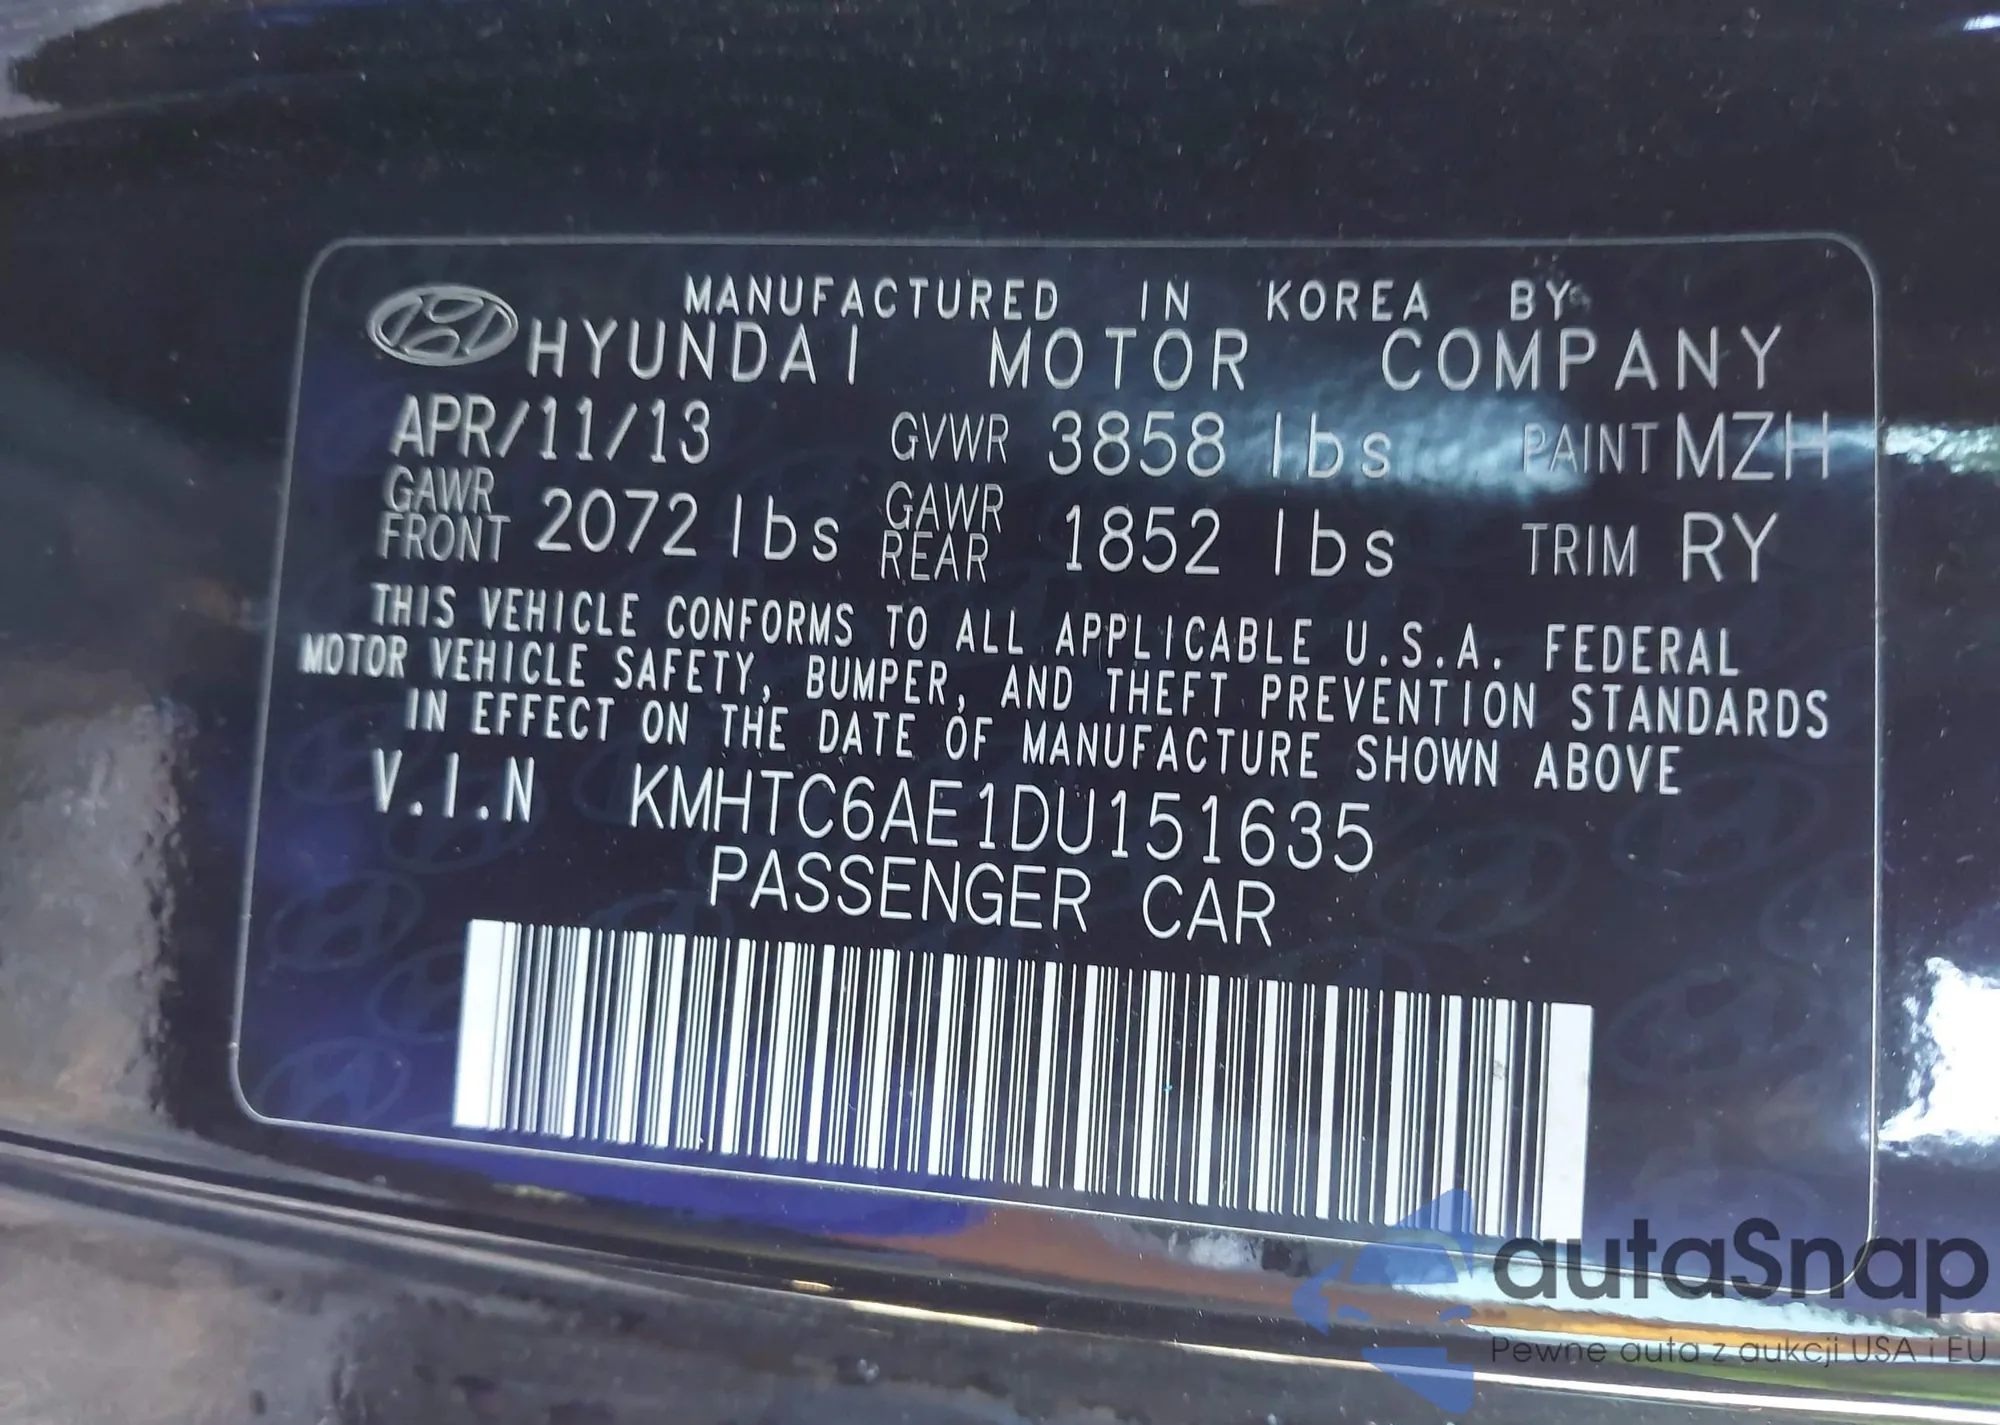 MANUFACTURED IN KOREA BY
HYUNDAI MOTOR COMPANY
APR/11/13 GVWR 3858 lbs PAINT MZH
GAWR FRONT 2072 lbs GAWR REAR 1852 lbs TRIM RY
THIS VEHICLE CONFORMS TO ALL APPLICABLE U.S.A. FEDERAL
MOTOR VEHICLE SAFETY, BUMPER, AND THEFT PREVENTION STANDARDS
IN EFFECT ON THE DATE OF MANUFACTURE SHOWN ABOVE
V.I.N KMHTC6AE1DU151635
PASSENGER CAR
autaSnap
Pewne auta z aukcji USA i EU